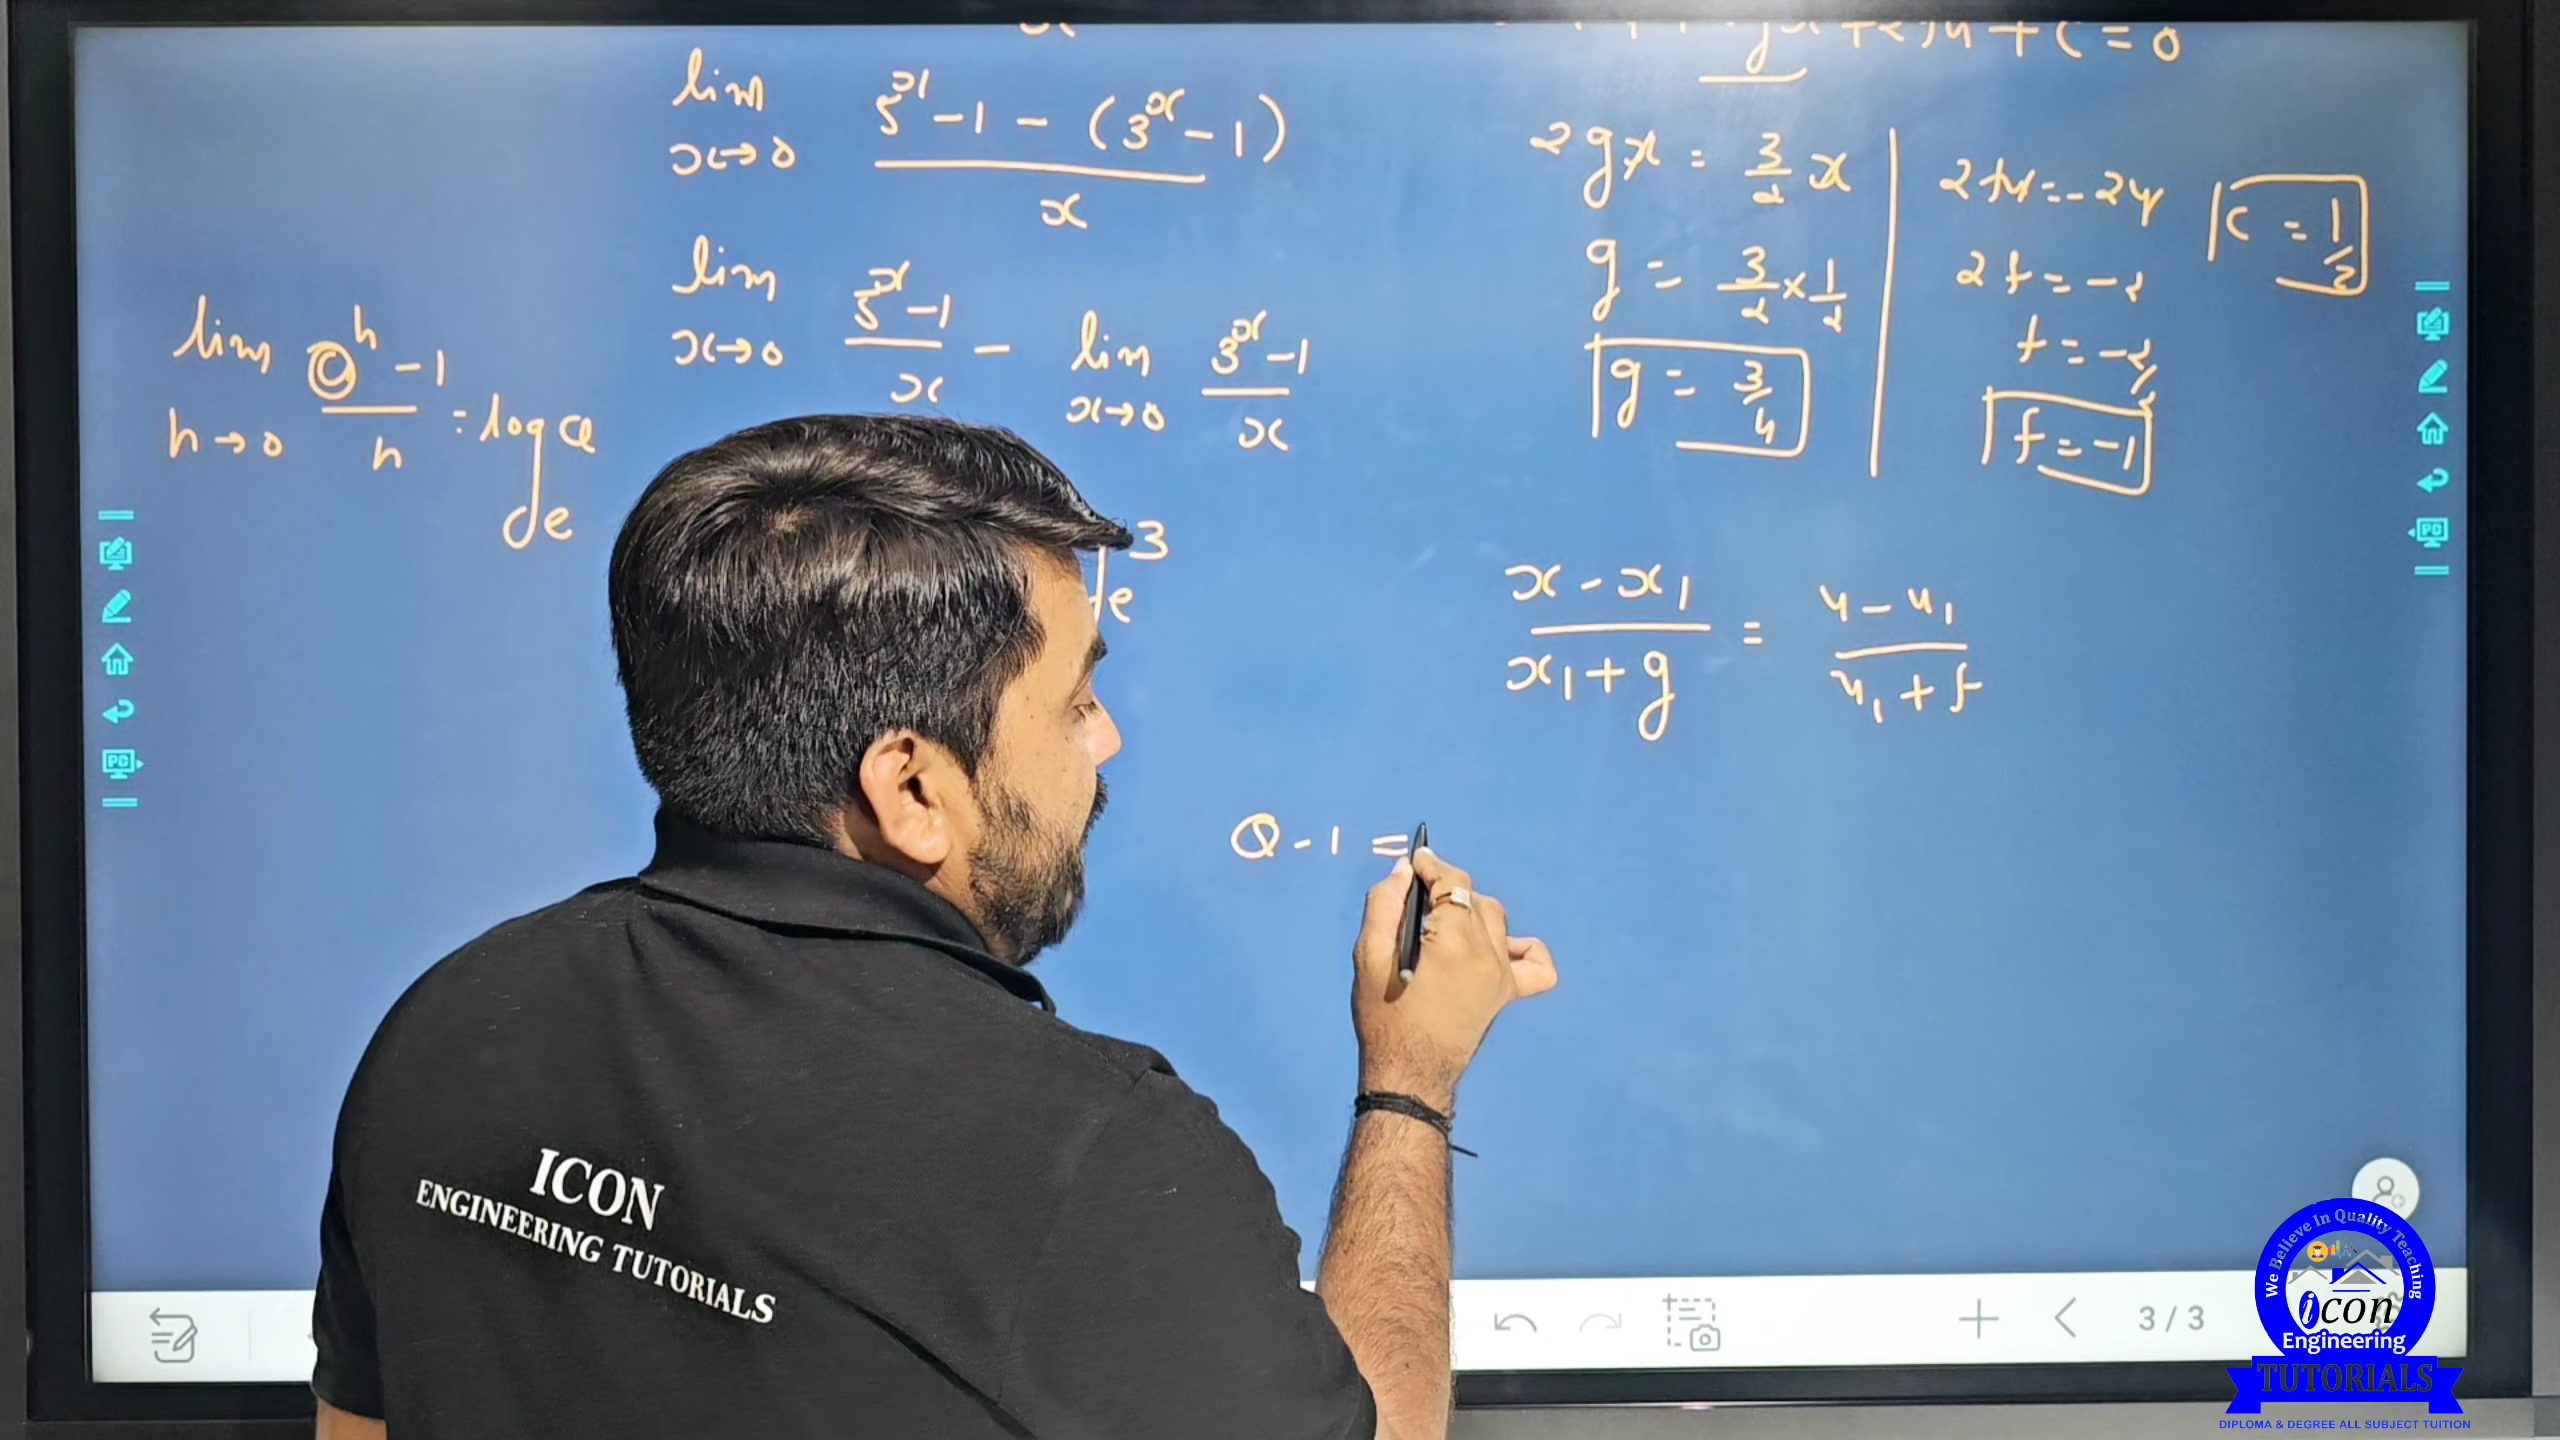 lim
x→0
5^x - 1 - (3^x - 1)
x
lim
x→0
5^x - 1
x
-
lim
x→0
3^x - 1
x
lim
h→0
a^h - 1
h
= log a
e
3
e
+ C = 0
2gx = 3/2 x
g = 3/2 × 1/2
g = 3/4
2fy = -2y
2f = -2
f = -2/2
f = -1
C = 1/2
x - x1
x1 + g
=
y - y1
y1 + f
Q - 1 =
ICON
ENGINEERING TUTORIALS
3 / 3
We Believe In Quality Teaching
icon
Engineering
TUTORIALS
DIPLOMA & DEGREE ALL SUBJECT TUITION